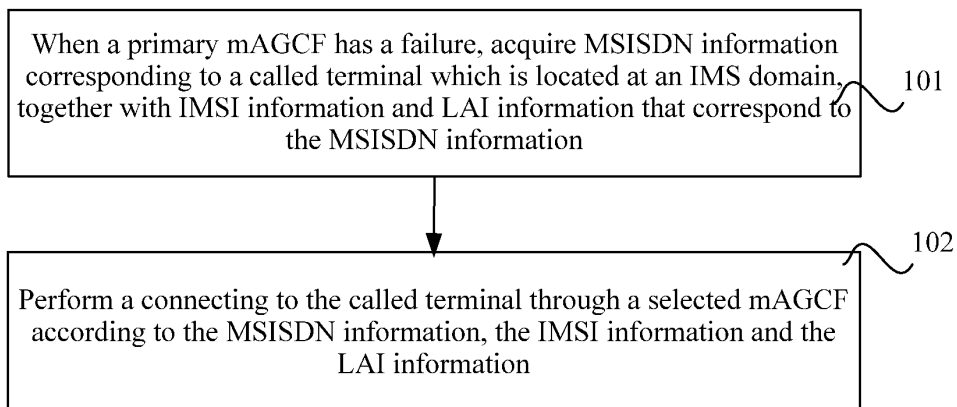 When a primary mAGCF has a failure, acquire MSISDN information
corresponding to a called terminal which is located at an IMS domain,
together with IMSI information and LAI information that correspond to
the MSISDN information
101
102
Perform a connecting to the called terminal through a selected mAGCF
according to the MSISDN information, the IMSI information and the
LAI information